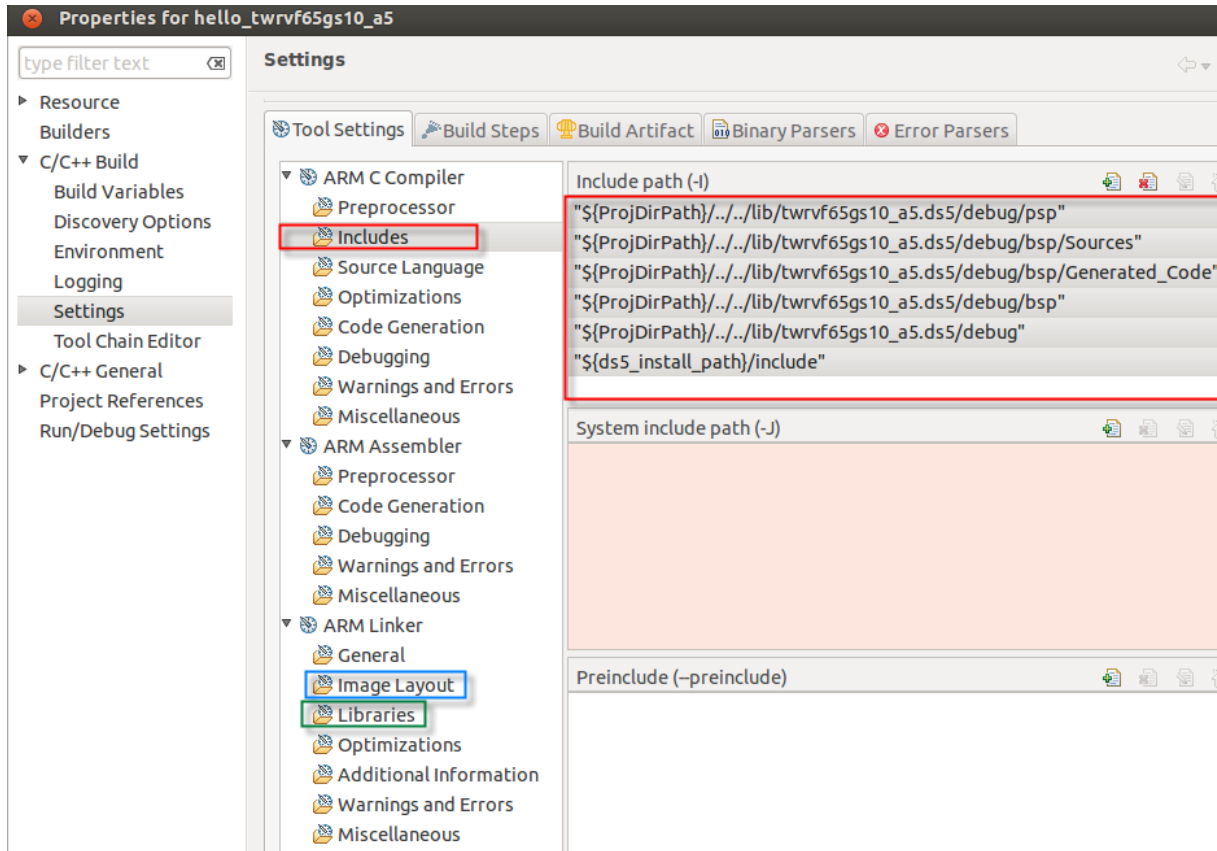 Properties for hello_twrvf65gs10_a5
type filter text
Resource
Builders
C/C++ Build
Build Variables
Discovery Options
Environment
Logging
Settings
Tool Chain Editor
C/C++ General
Project References
Run/Debug Settings
Settings
Tool Settings
Build Steps
Build Artifact
Binary Parsers
Error Parsers
ARM C Compiler
Preprocessor
Includes
Source Language
Optimizations
Code Generation
Debugging
Warnings and Errors
Miscellaneous
ARM Assembler
Preprocessor
Code Generation
Debugging
Warnings and Errors
Miscellaneous
ARM Linker
General
Image Layout
Libraries
Optimizations
Additional Information
Warnings and Errors
Miscellaneous
Include path (-I)
"${ProjDirPath}/../../lib/twrvf65gs10_a5.ds5/debug/psp"
"${ProjDirPath}/../../lib/twrvf65gs10_a5.ds5/debug/bsp/Sources"
"${ProjDirPath}/../../lib/twrvf65gs10_a5.ds5/debug/bsp/Generated_Code"
"${ProjDirPath}/../../lib/twrvf65gs10_a5.ds5/debug/bsp"
"${ProjDirPath}/../../lib/twrvf65gs10_a5.ds5/debug"
"${ds5_install_path}/include"
System include path (-J)
Preinclude (--preinclude)